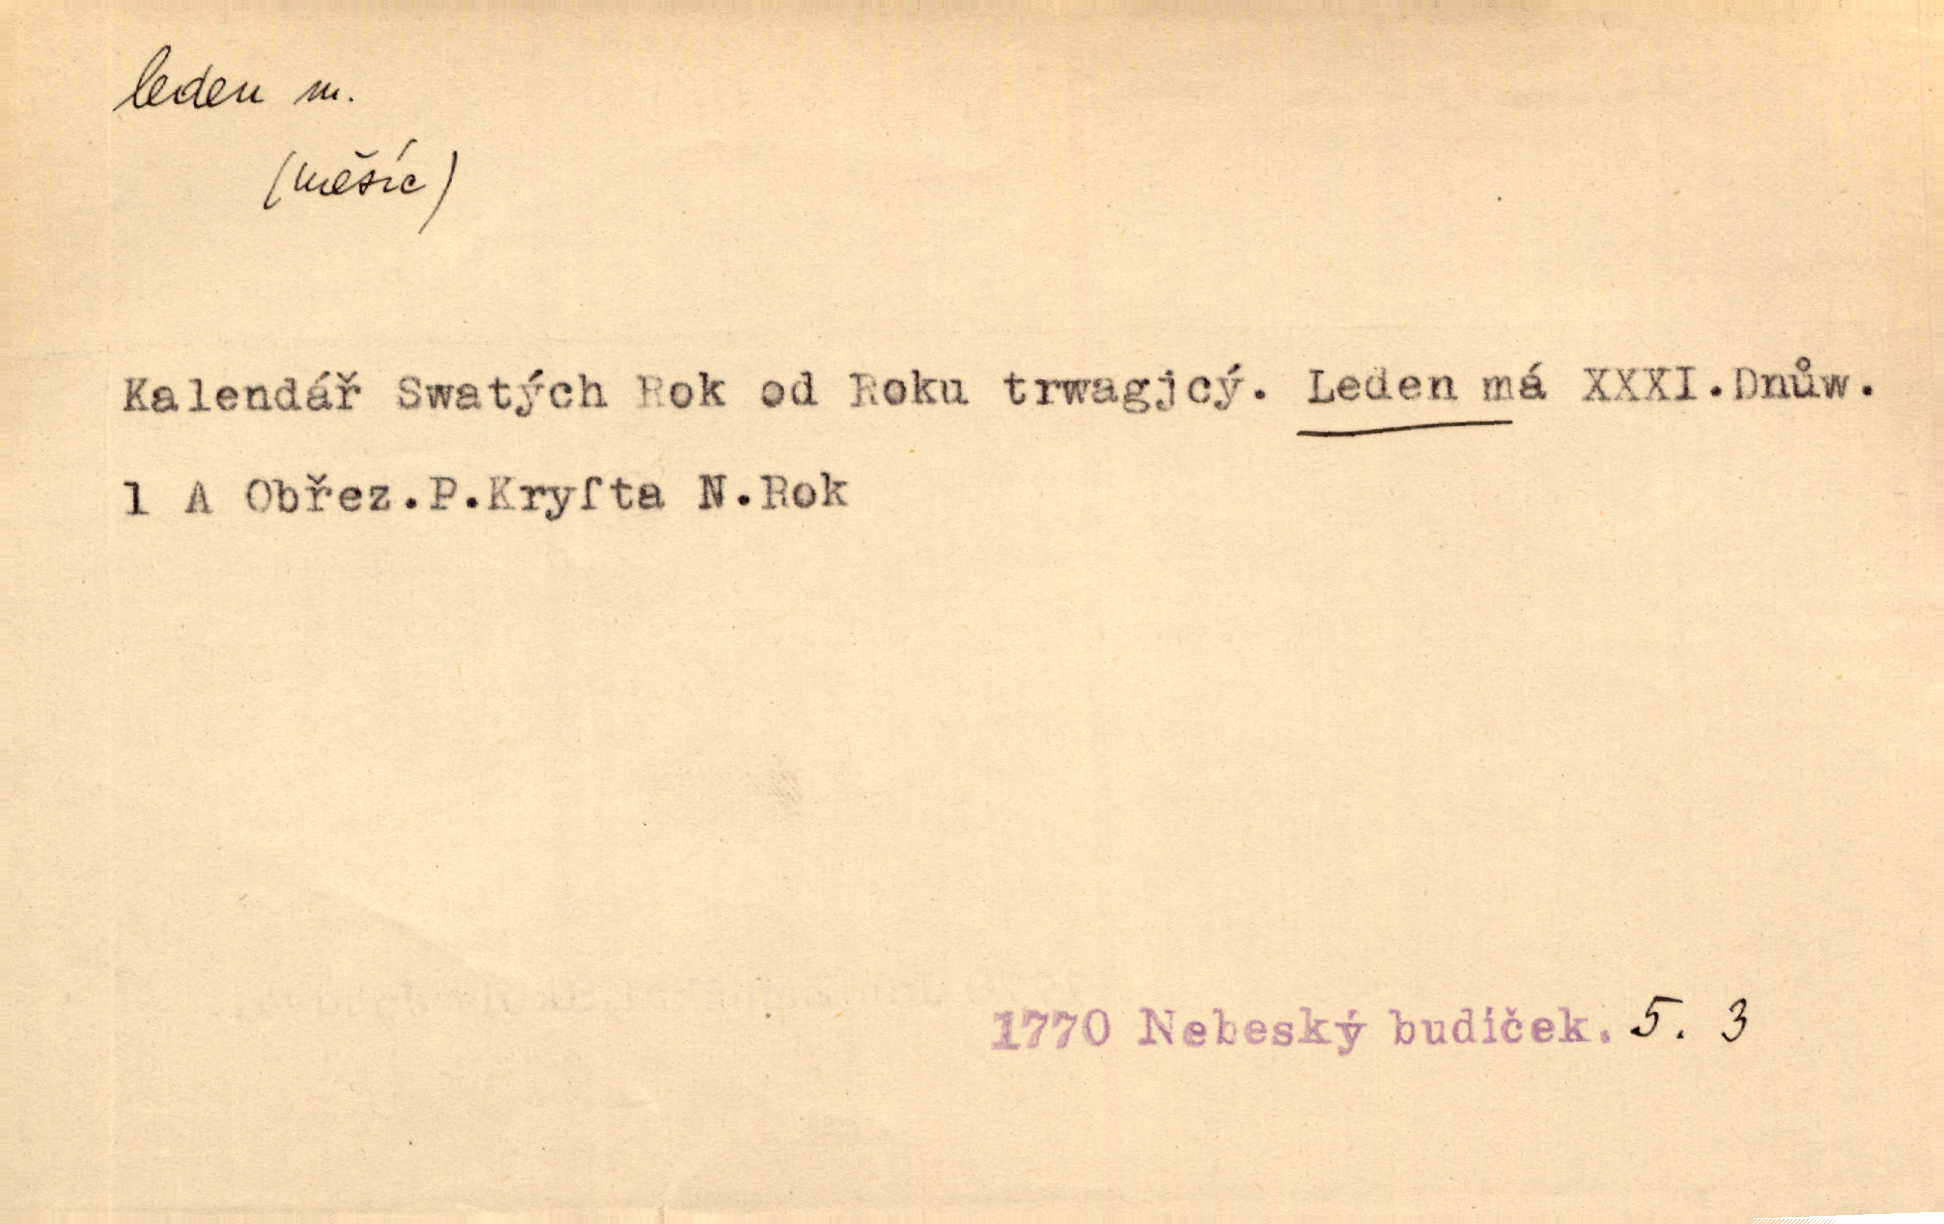 leden m.
(měsíc)
Kalendář Swatých Rok od Roku trwagjcý. Leden má XXXI.Dnůw.
1 A Obřez.P.Kryſta N.Rok
1770 Nebeský budíček. 5. 3